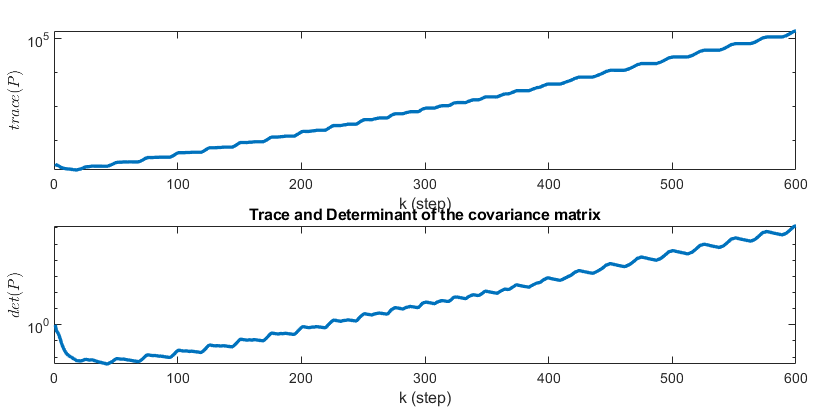 10^5
trace(P)
0 100 200 300 400 500 600
k (step)
Trace and Determinant of the covariance matrix
10^0
det(P)
0 100 200 300 400 500 600
k (step)